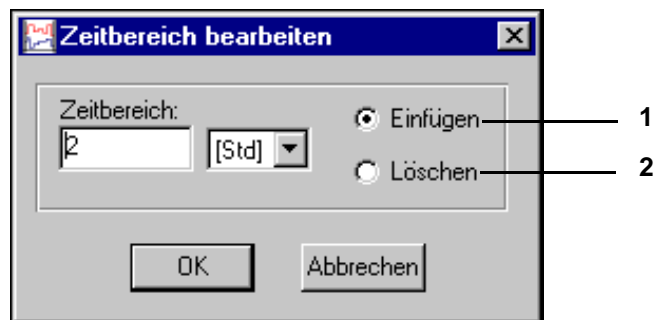 Zeitbereich bearbeiten
Zeitbereich:
2 [Std]
Einfügen 1
Löschen 2
OK Abbrechen